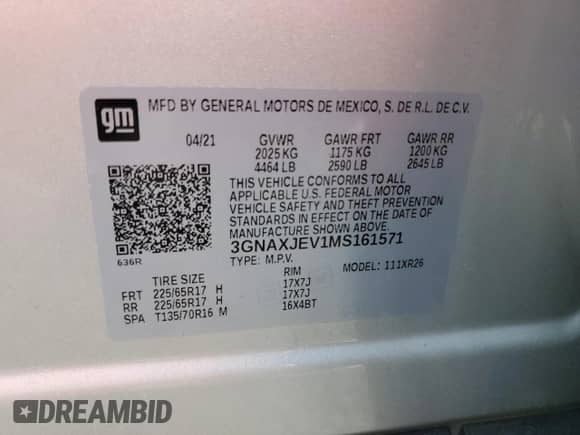 gm MFD BY GENERAL MOTORS DE MEXICO, S. DE R.L. DE C.V.
04/21 GVWR GAWR FRT GAWR RR
2025 KG 1175 KG 1200 KG
4464 LB 2590 LB 2645 LB
THIS VEHICLE CONFORMS TO ALL
APPLICABLE U.S. FEDERAL MOTOR
VEHICLE SAFETY AND THEFT PREVENTION
STANDARDS IN EFFECT ON THE DATE OF
MANUFACTURE SHOWN ABOVE.
3GNAXJEV1MS161571
636R TYPE: M.P.V. MODEL: 111XR26
TIRE SIZE RIM
FRT 225/65R17 H 17X7J
RR 225/65R17 H 17X7J
SPA T135/70R16 M 16X4BT
DREAMBID